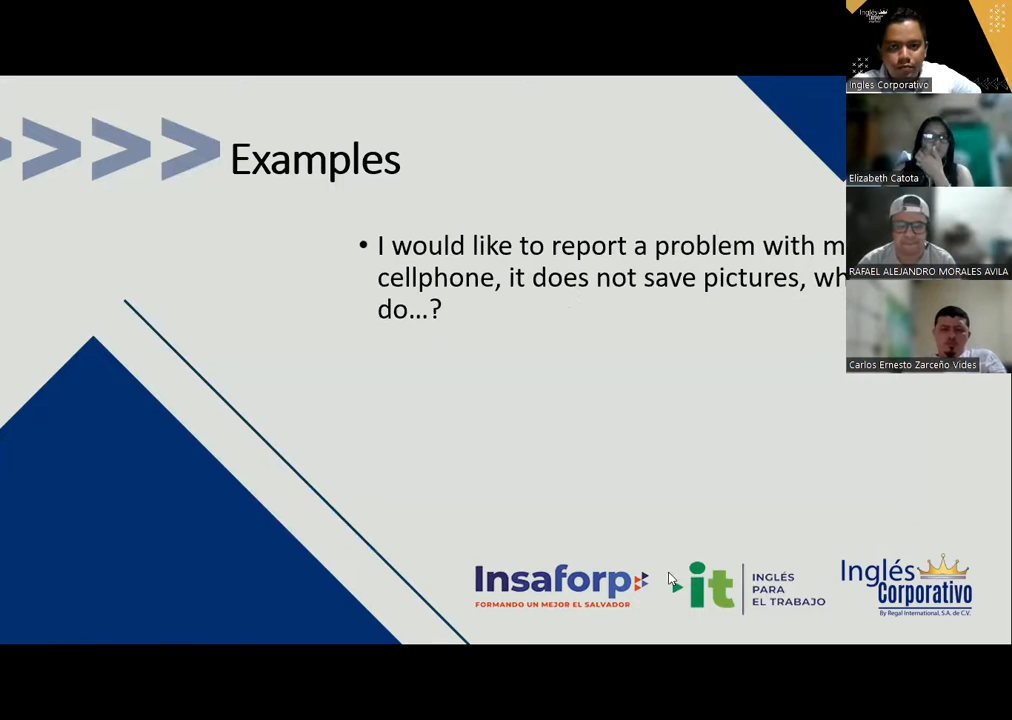 Examples
• I would like to report a problem with m
cellphone, it does not save pictures, wh
do...?
Insaforp
FORMANDO UN MEJOR EL SALVADOR
it
INGLÉS
PARA
EL TRABAJO
Inglés
Corporativo
By Regal International, S.A. de C.V.
Inglés
Ingles Corporativo
Elizabeth Catota
RAFAEL ALEJANDRO MORALES AVILA
Carlos Ernesto Zarceño Vides